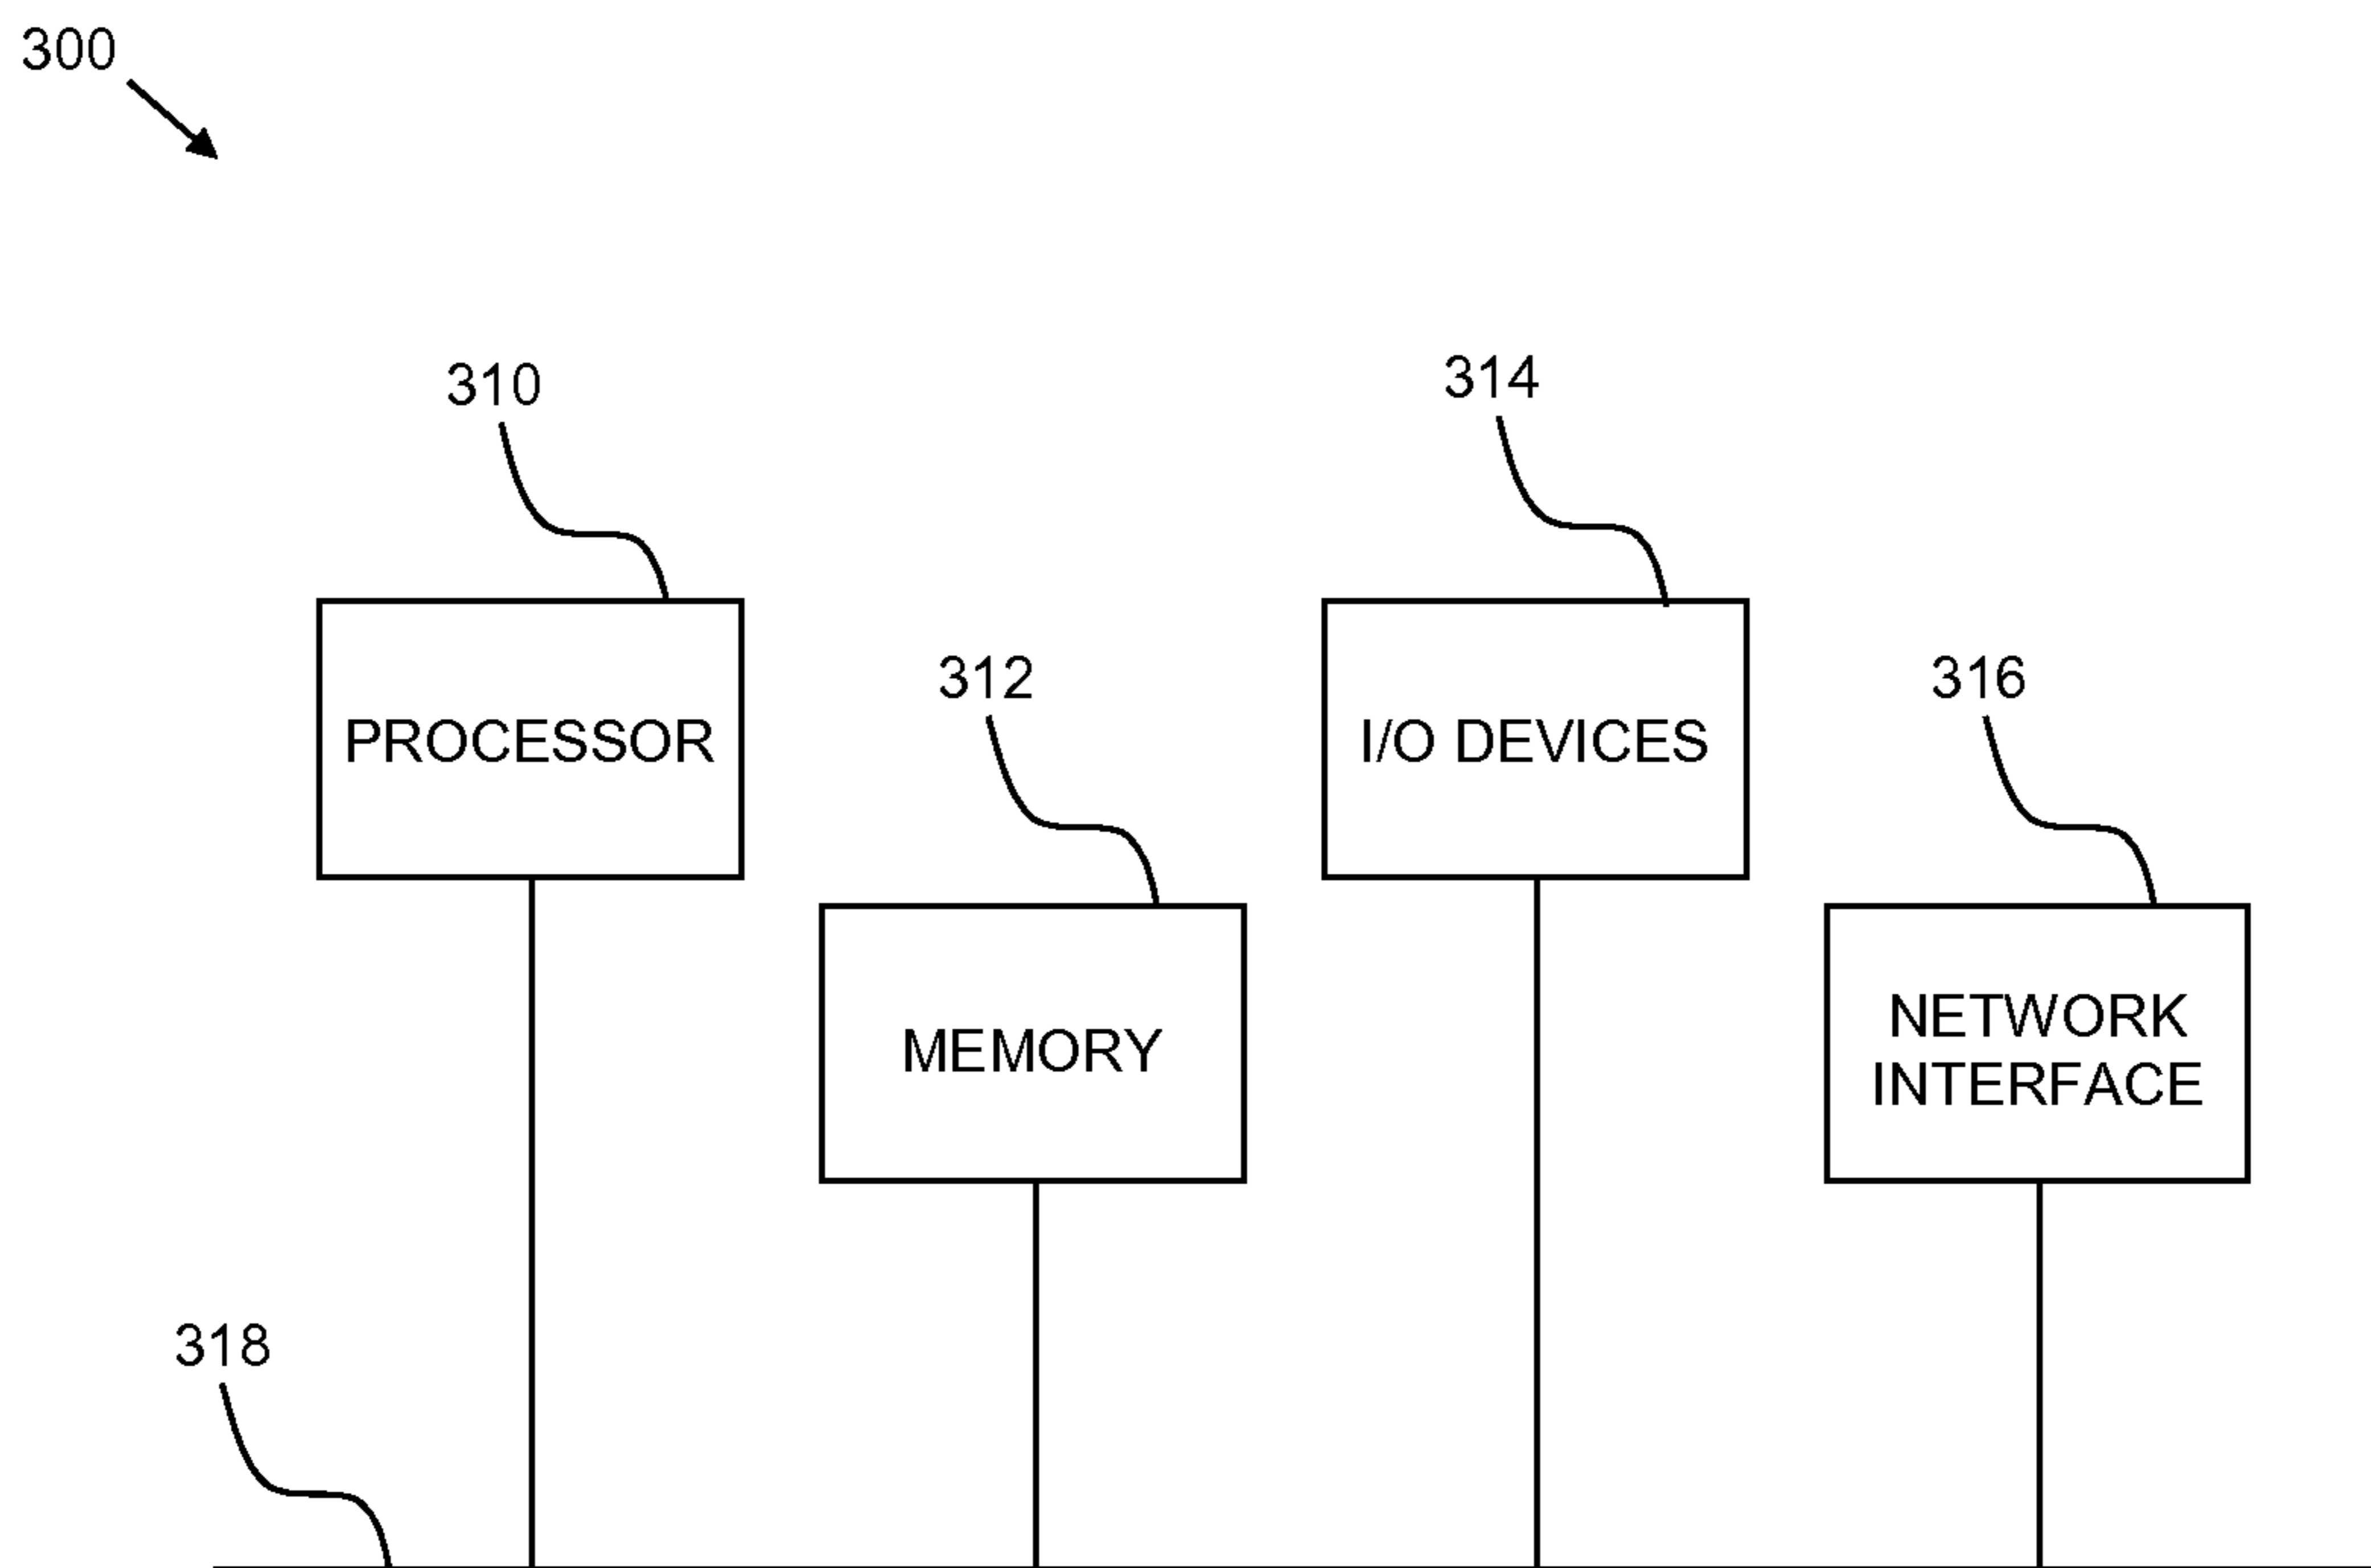 300
310
314
312
316
PROCESSOR
I/O DEVICES
MEMORY
NETWORK
INTERFACE
318